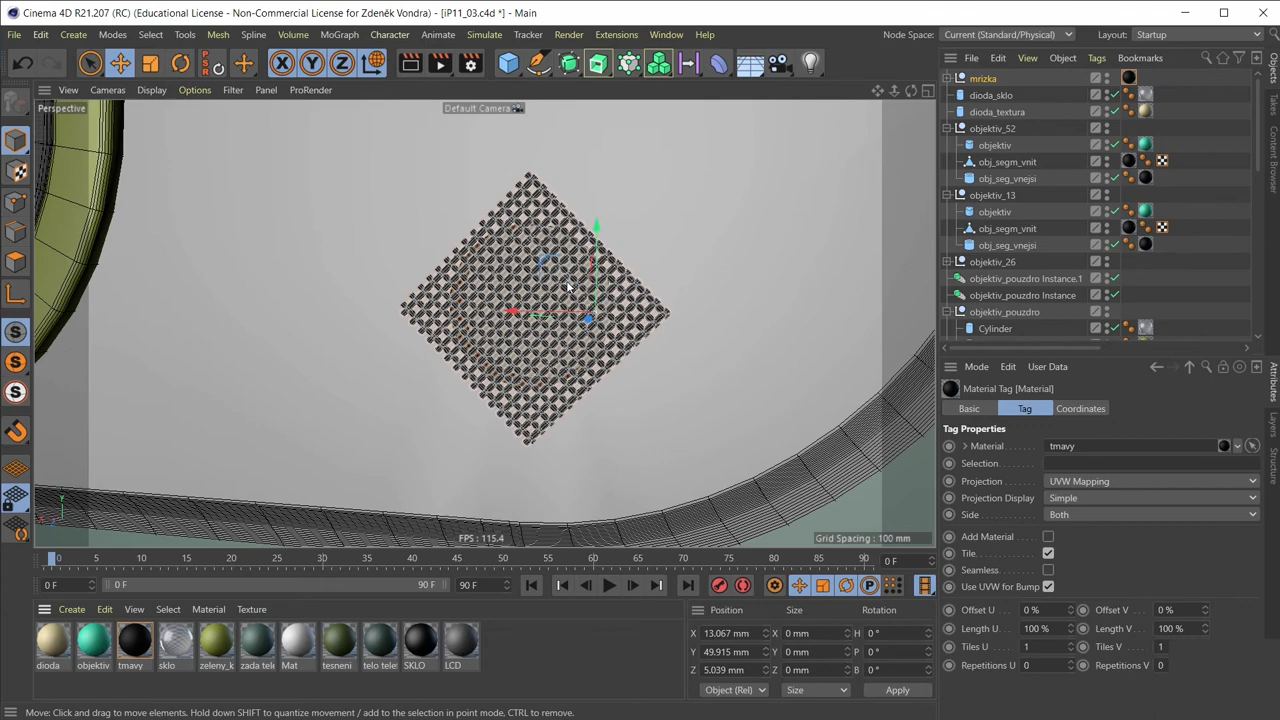 Cinema 4D R21.207 (RC) (Educational License - Non-Commercial License for Zdeněk Vondra) - [iP11_03.c4d *] - Main
File Edit Create Modes Select Tools Mesh Spline Volume MoGraph Character Animate Simulate Tracker Render Extensions Window Help
Node Space: Current (Standard/Physical) Layout: Startup
View Cameras Display Options Filter Panel ProRender
Perspective
Default Camera
FPS : 115.4
Grid Spacing : 100 mm
0 5 10 15 20 25 30 35 40 45 50 55 60 65 70 75 80 85 90
0 F
0 F 0 F 90 F 90 F
Create Edit View Select Material Texture
dioda objektiv tmavy sklo zeleny_k zada tele Mat tesneni telo tele SKLO LCD
Position Size Rotation
X 13.067 mm X 0 mm H 0 °
Y 49.915 mm Y 0 mm P 0 °
Z 5.039 mm Z 0 mm B 0 °
Object (Rel) Size Apply
Move: Click and drag to move elements. Hold down SHIFT to quantize movement / add to the selection in point mode, CTRL to remove.
File Edit View Object Tags Bookmarks
mrizka
dioda_sklo
dioda_textura
objektiv_52
objektiv
obj_segm_vnit
obj_seg_vnejsi
objektiv_13
objektiv
obj_segm_vnit
obj_seg_vnejsi
objektiv_26
objektiv_pouzdro Instance.1
objektiv_pouzdro Instance
objektiv_pouzdro
Cylinder
Mode Edit User Data
Material Tag [Material]
Basic Tag Coordinates
Tag Properties
Material . . . . . . . tmavy
Selection. . . . . . .
Projection . . . . . . UVW Mapping
Projection Display Simple
Side . . . . . . . . . . Both
Add Material
Tile. . . . . . . . .
Seamless. . . . .
Use UVW for Bump
Offset U 0 % Offset V 0 %
Length U. 100 % Length V. 100 %
Tiles U 1 Tiles V 1
Repetitions U 0 Repetitions V 0
Objects
Takes
Content Browser
Attributes
Layers
Structure